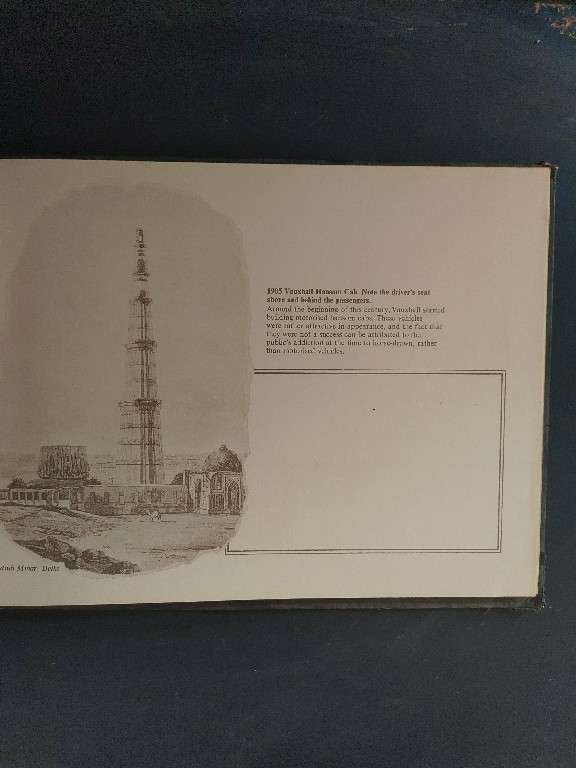 1905 Vauxhall Hansom Cab. Note the driver's seat
above and behind the passengers.
Around the beginning of this century, Vauxhall started
building motorised hansom cabs. These vehicles
were rather attractive in appearance, and the fact that
they were not a success can be attributed to the
public's addiction at the time to horse-drawn, rather
than motorised vehicles.
Minar, Delhi